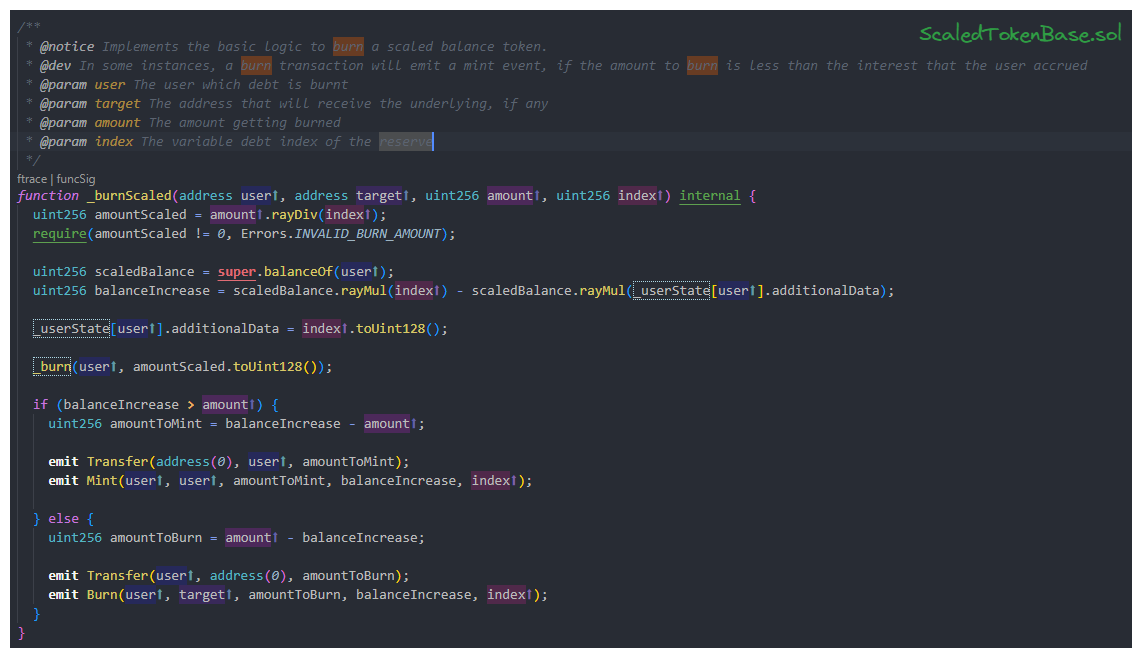 ScaledTokenBase.sol
/**
 * @notice Implements the basic logic to burn a scaled balance token.
 * @dev In some instances, a burn transaction will emit a mint event, if the amount to burn is less than the interest that the user accrued
 * @param user The user which debt is burnt
 * @param target The address that will receive the underlying, if any
 * @param amount The amount getting burned
 * @param index The variable debt index of the reserve
 */
ftrace | funcSig
function _burnScaled(address user↑, address target↑, uint256 amount↑, uint256 index↑) internal {
  uint256 amountScaled = amount↑.rayDiv(index↑);
  require(amountScaled != 0, Errors.INVALID_BURN_AMOUNT);

  uint256 scaledBalance = super.balanceOf(user↑);
  uint256 balanceIncrease = scaledBalance.rayMul(index↑) - scaledBalance.rayMul(_userState[user↑].additionalData);

  _userState[user↑].additionalData = index↑.toUint128();

  _burn(user↑, amountScaled.toUint128());

  if (balanceIncrease > amount↑) {
    uint256 amountToMint = balanceIncrease - amount↑;

    emit Transfer(address(0), user↑, amountToMint);
    emit Mint(user↑, user↑, amountToMint, balanceIncrease, index↑);

  } else {
    uint256 amountToBurn = amount↑ - balanceIncrease;

    emit Transfer(user↑, address(0), amountToBurn);
    emit Burn(user↑, target↑, amountToBurn, balanceIncrease, index↑);
  }
}